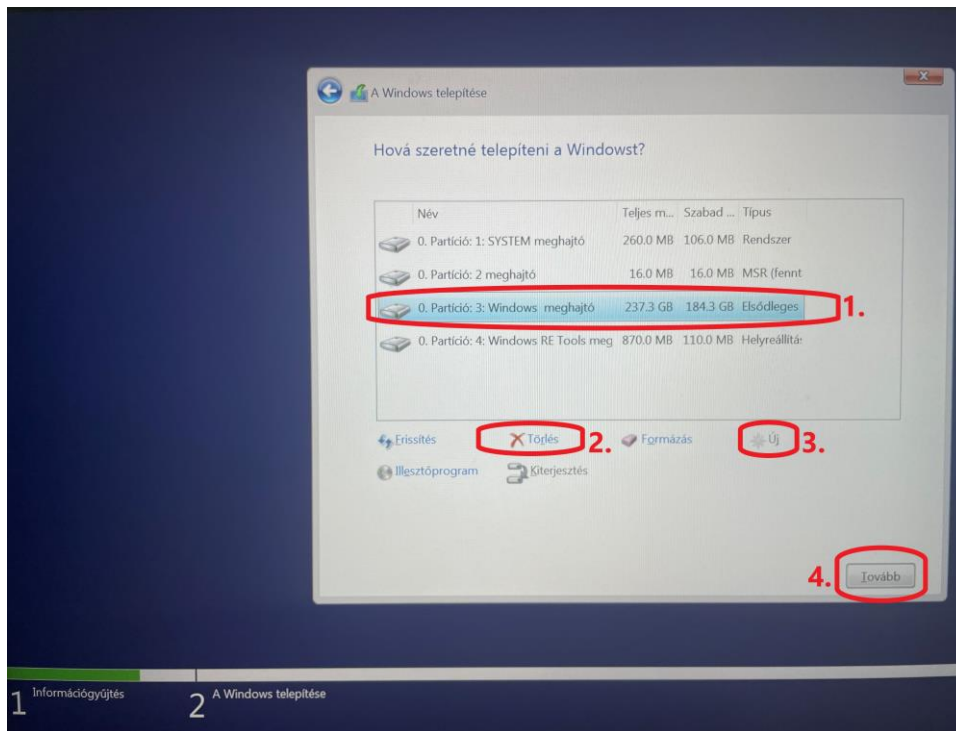 A Windows telepítése
X
Hová szeretné telepíteni a Windowst?
Név Teljes m... Szabad ... Típus
0. Partíció: 1: SYSTEM meghajtó 260.0 MB 106.0 MB Rendszer
0. Partíció: 2 meghajtó 16.0 MB 16.0 MB MSR (fennt
0. Partíció: 3: Windows meghajtó 237.3 GB 184.3 GB Elsődleges 1.
0. Partíció: 4: Windows RE Tools meg 870.0 MB 110.0 MB Helyreállítás
Frissítés Törlés 2. Formázás Új 3.
Illesztőprogram Kiterjesztés
4. Tovább
1 Információgyűjtés 2 A Windows telepítése